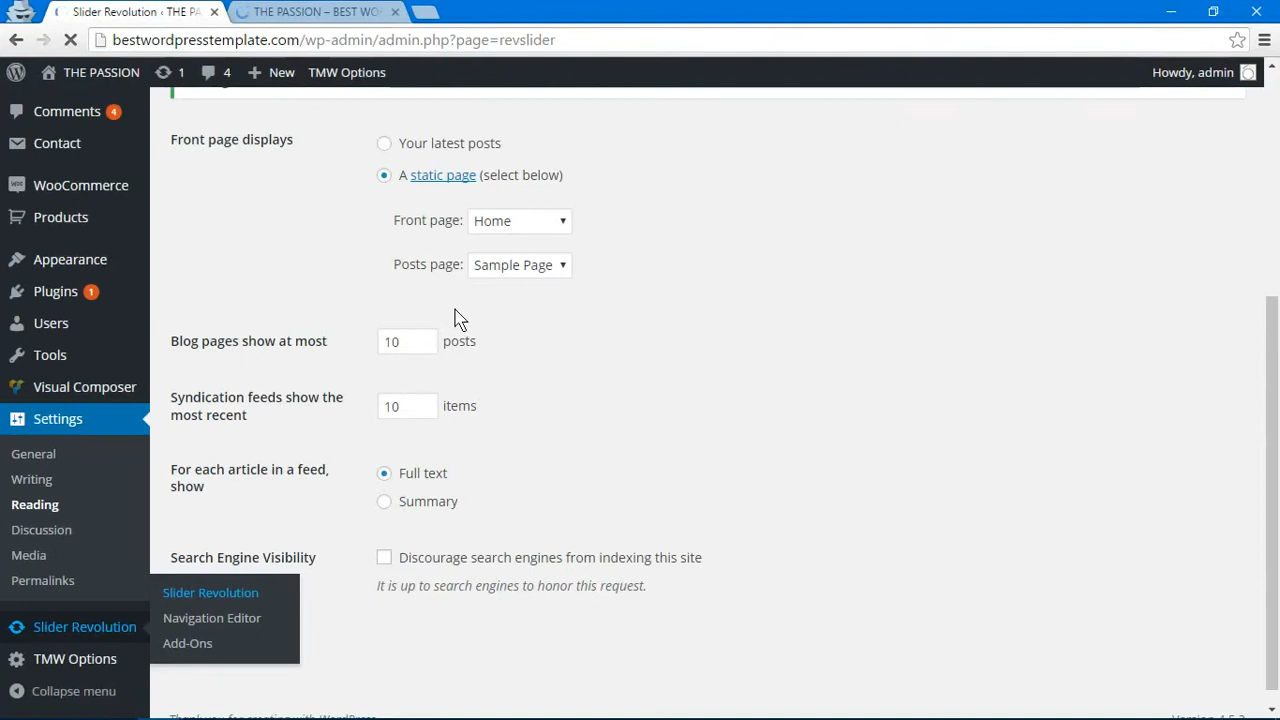 Slider Revolution ‹ THE PA
THE PASSION – BEST WO
bestwordpresstemplate.com/wp-admin/admin.php?page=revslider
THE PASSION
1
4
New
TMW Options
Howdy, admin
Comments 4
Contact
WooCommerce
Products
Appearance
Plugins 1
Users
Tools
Visual Composer
Settings
General
Writing
Reading
Discussion
Media
Permalinks
Slider Revolution
TMW Options
Collapse menu
Slider Revolution
Navigation Editor
Add-Ons
Front page displays
Your latest posts
A static page (select below)
Front page: Home
Posts page: Sample Page
Blog pages show at most
10 posts
Syndication feeds show the
most recent
10 items
For each article in a feed,
show
Full text
Summary
Search Engine Visibility
Discourage search engines from indexing this site
It is up to search engines to honor this request.